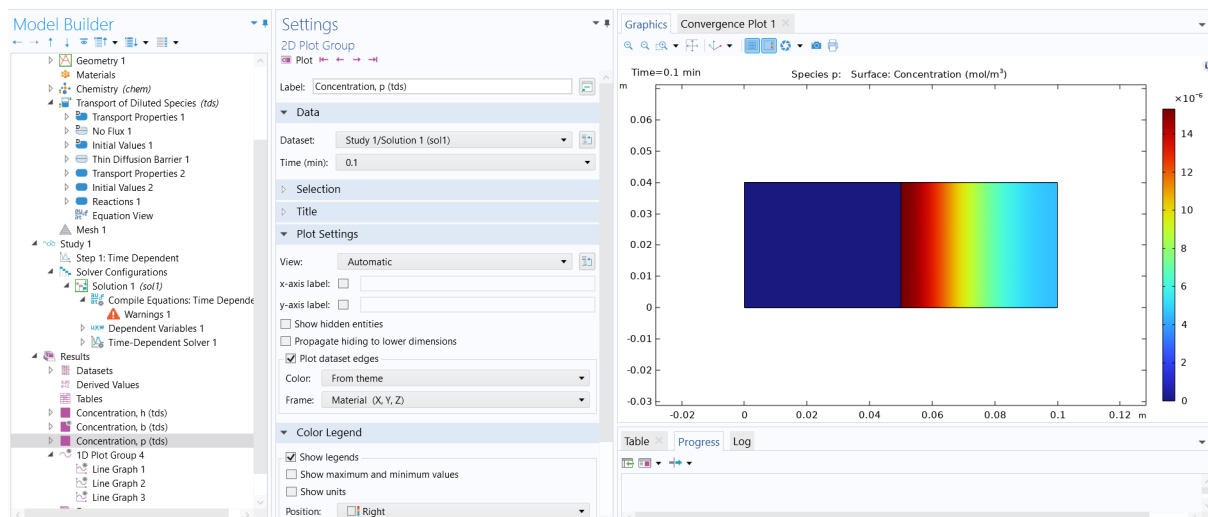 Model Builder
Geometry 1
Materials
Chemistry (chem)
Transport of Diluted Species (tds)
Transport Properties 1
No Flux 1
Initial Values 1
Thin Diffusion Barrier 1
Transport Properties 2
Initial Values 2
Reactions 1
Equation View
Mesh 1
Study 1
Step 1: Time Dependent
Solver Configurations
Solution 1 (sol1)
Compile Equations: Time Depende
Warnings 1
Dependent Variables 1
Time-Dependent Solver 1
Results
Datasets
Derived Values
Tables
Concentration, h (tds)
Concentration, b (tds)
Concentration, p (tds)
1D Plot Group 4
Line Graph 1
Line Graph 2
Line Graph 3
Settings
2D Plot Group
Plot
Label: Concentration, p (tds)
Data
Dataset: Study 1/Solution 1 (sol1)
Time (min): 0.1
Selection
Title
Plot Settings
View: Automatic
x-axis label:
y-axis label:
Show hidden entities
Propagate hiding to lower dimensions
Plot dataset edges
Color: From theme
Frame: Material (X, Y, Z)
Color Legend
Show legends
Show maximum and minimum values
Show units
Position: Right
Graphics Convergence Plot 1
Time=0.1 min Species p: Surface: Concentration (mol/m³)
m
×10⁻⁶
0.06
0.05
0.04
0.03
0.02
0.01
0
-0.01
-0.02
-0.03
-0.02 0 0.02 0.04 0.06 0.08 0.1 0.12 m
14
12
10
8
6
4
2
0
Table Progress Log